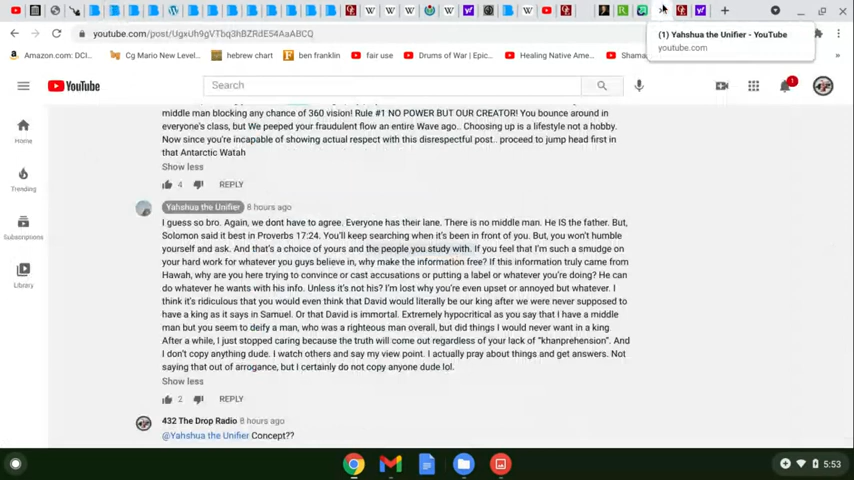 youtube.com/post/UgxUh9gVTbq3hBZRdE54AaABCQ
(1) Yahshua the Unifier - YouTube
youtube.com
Amazon.com: DCI...
Cg Mario New Level...
hebrew chart
ben franklin
fair use
Drums of War | Epic...
Healing Native Ame...
Shama
YouTube
Search
1
Home
Trending
Subscriptions
Library
middle man blocking any chance of 360 vision! Rule #1 NO POWER BUT OUR CREATOR! You bounce around in
everyone's class, but We peeped your fraudulent flow an entire Wave ago.. Choosing up is a lifestyle not a hobby.
Now since you're incapable of showing actual respect with this disrespectful post.. proceed to jump head first in
that Antarctic Watah
Show less
4
REPLY
Yahshua the Unifier 8 hours ago
I guess so bro. Again, we dont have to agree. Everyone has their lane. There is no middle man. He IS the father. But,
Solomon said it best in Proverbs 17:24. You'll keep searching when it's been in front of you. But, you won't humble
yourself and ask. And that's a choice of yours and the people you study with. If you feel that I'm such a smudge on
your hard work for whatever you guys believe in, why make the information free? If this information truly came from
Hawah, why are you here trying to convince or cast accusations or putting a label or whatever you're doing? He can
do whatever he wants with his info. Unless it's not his? I'm lost why you're even upset or annoyed but whatever. I
think it's ridiculous that you would even think that David would literally be our king after we were never supposed to
have a king as it says in Samuel. Or that David is immortal. Extremely hypocritical as you say that I have a middle
man but you seem to deify a man, who was a righteous man overall, but did things I would never want in a king.
After a while, I just stopped caring because the truth will come out regardless of your lack of "khanprehension". And
I don't copy anything dude. I watch others and say my view point. I actually pray about things and get answers. Not
saying that out of arrogance, but I certainly do not copy anyone dude lol.
Show less
2
REPLY
432 The Drop Radio 8 hours ago
@Yahshua the Unifier Concept??
5:53